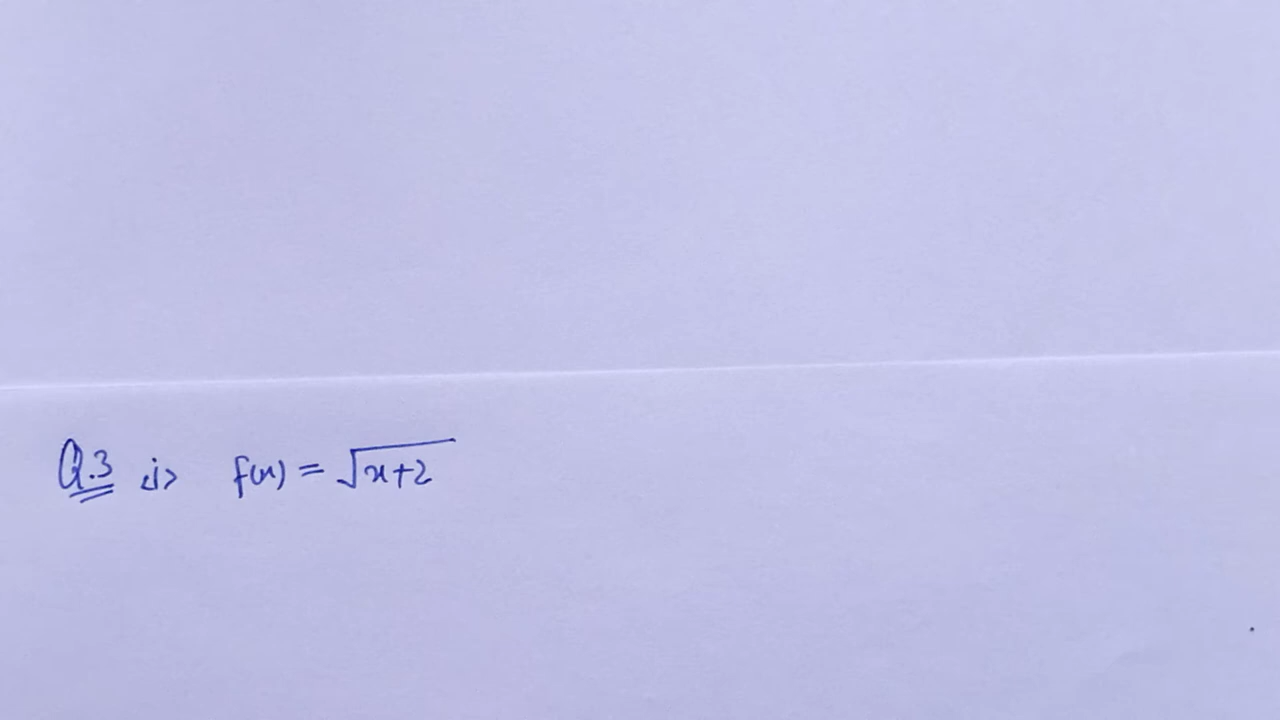 Q.3 (i) f(x) = √x+2